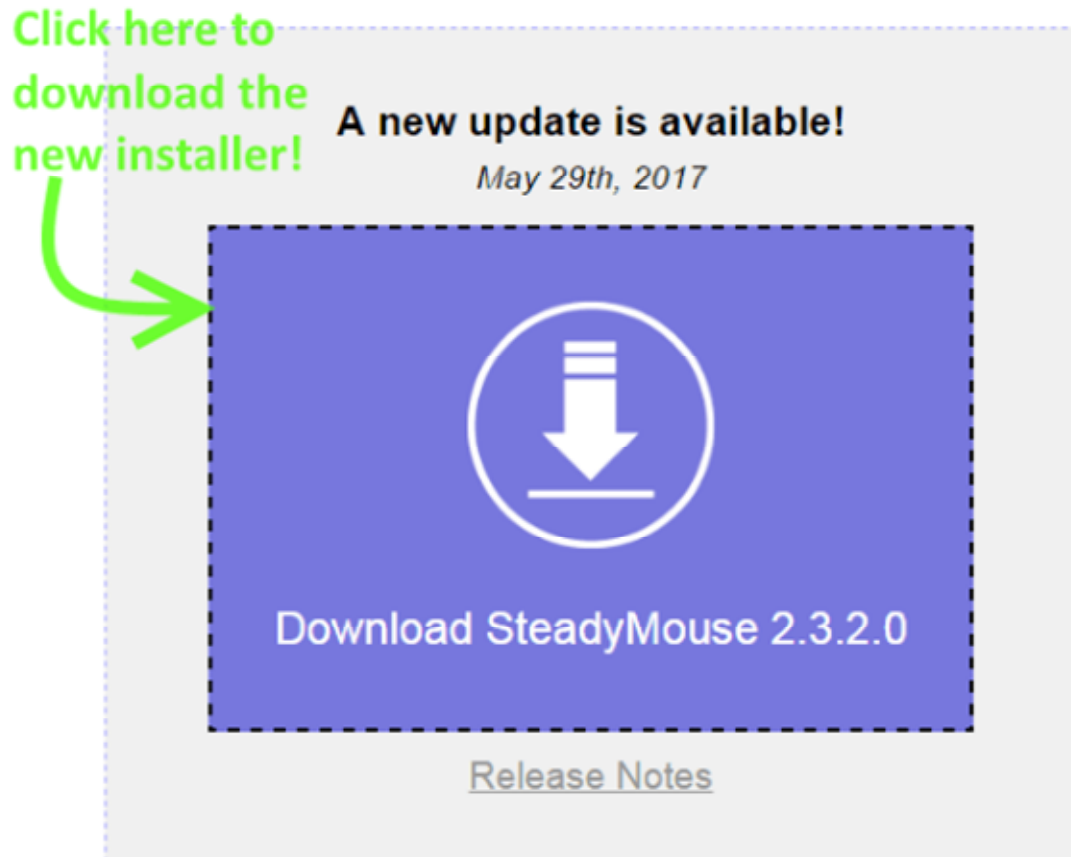 Click here to
download the
new installer!
A new update is available!
May 29th, 2017
Download SteadyMouse 2.3.2.0
Release Notes